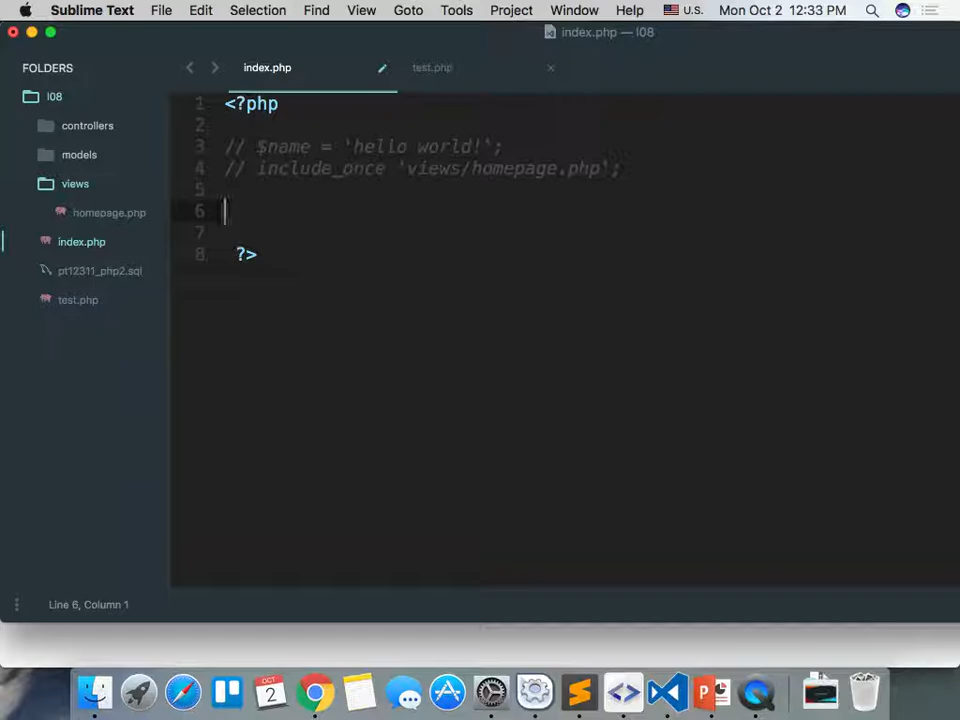 Sublime Text File Edit Selection Find View Goto Tools Project Window Help U.S. Mon Oct 2 12:33 PM
index.php — l08
FOLDERS
l08
controllers
models
views
homepage.php
index.php
pt12311_php2.sql
test.php
index.php test.php
1 <?php
2
3 // $name = 'hello world!';
4 // include_once 'views/homepage.php';
5
6
7
8 ?>
Line 6, Column 1
OCT
2